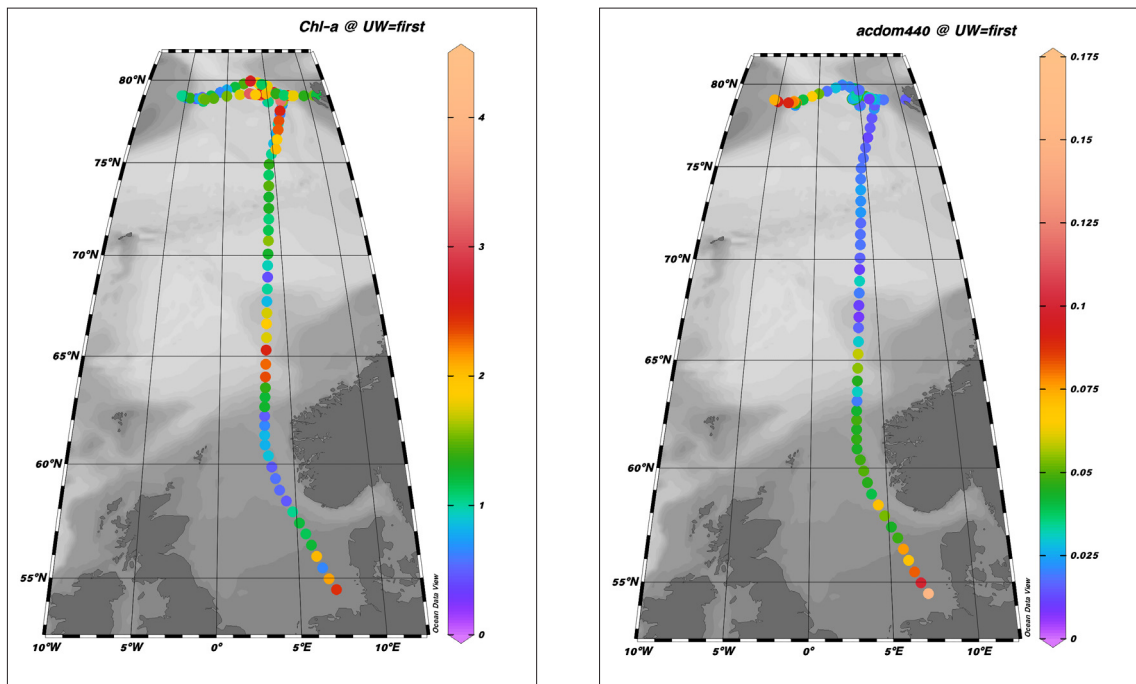 Chl-a @ UW=first
80°N
75°N
70°N
65°N
60°N
55°N
10°W
5°W
0°
5°E
10°E
4
3
2
1
0
Ocean Data View
acdom440 @ UW=first
80°N
75°N
70°N
65°N
60°N
55°N
10°W
5°W
0°
5°E
10°E
0.175
0.15
0.125
0.1
0.075
0.05
0.025
0
Ocean Data View